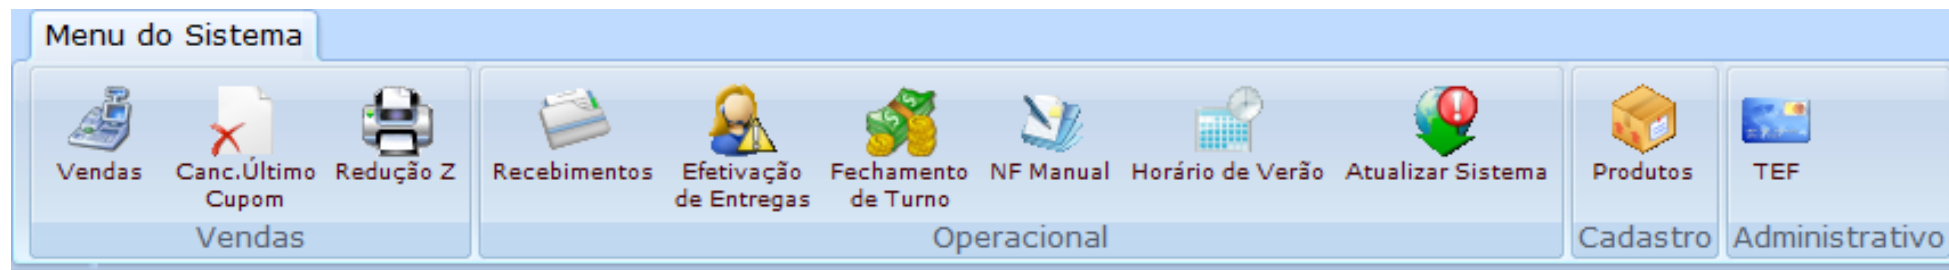 Menu do Sistema
Vendas
Canc.Último
Cupom
Redução Z
Vendas
Recebimentos
Efetivação
de Entregas
Fechamento
de Turno
NF Manual
Horário de Verão
Atualizar Sistema
Operacional
Produtos
Cadastro
TEF
Administrativo